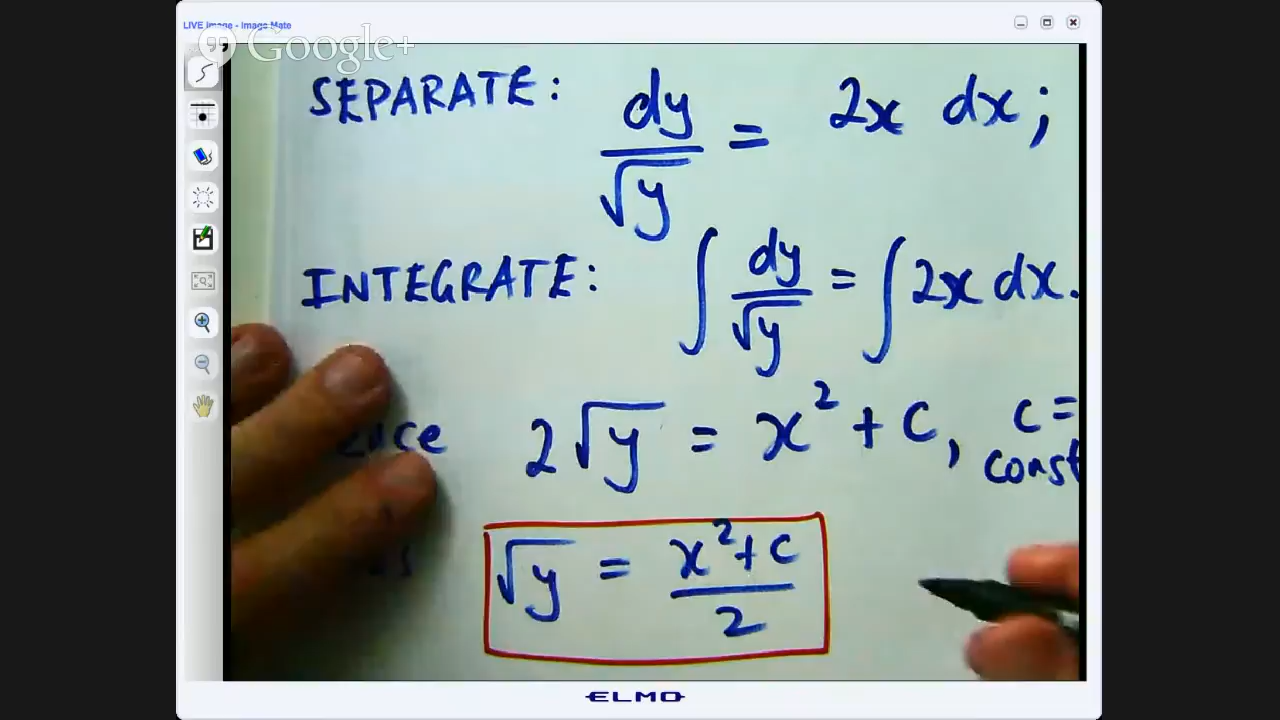 LIVE image - Image Mate
Google+
SEPARATE: dy/√y = 2x dx;
INTEGRATE: ∫ dy/√y = ∫ 2x dx.
2√y = x² + c, c =
const
√y = x²+c/2
ELMO